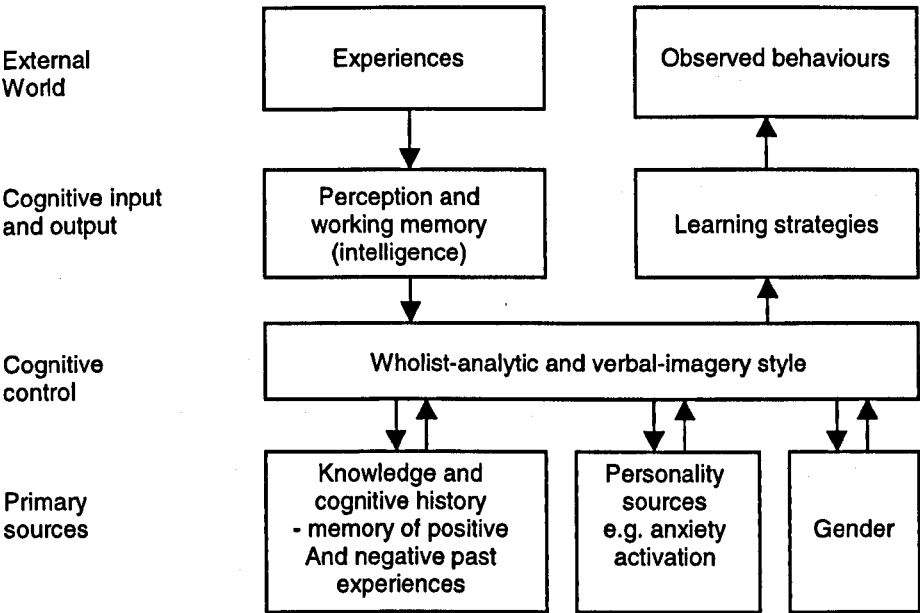 External
World
Experiences
Observed behaviours
Cognitive input
and output
Perception and
working memory
(intelligence)
Learning strategies
Cognitive
control
Wholist-analytic and verbal-imagery style
Primary
sources
Knowledge and
cognitive history
- memory of positive
And negative past
experiences
Personality
sources
e.g. anxiety
activation
Gender